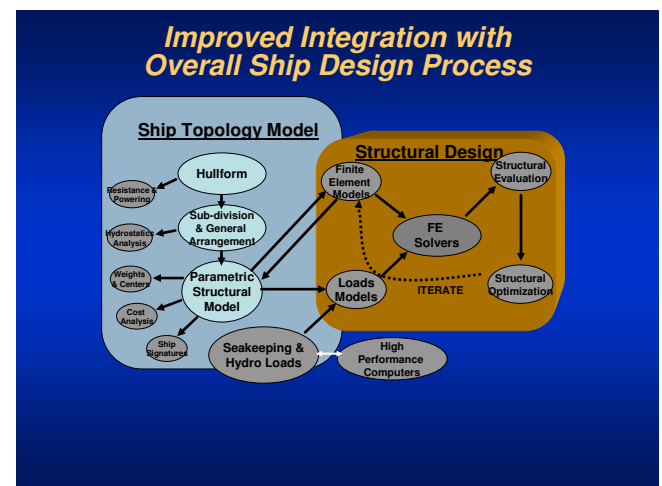 Improved Integration with
Overall Ship Design Process
Ship Topology Model
Hullform
Resistance &
Powering
Sub-division
& General
Arrangement
Hydrostatics
Analysis
Parametric
Structural
Model
Weights
& Centers
Cost
Analysis
Ship
Signatures
Seakeeping &
Hydro Loads
High
Performance
Computers
Structural Design
Finite
Element
Models
Structural
Evaluation
FE
Solvers
Loads
Models
ITERATE
Structural
Optimization